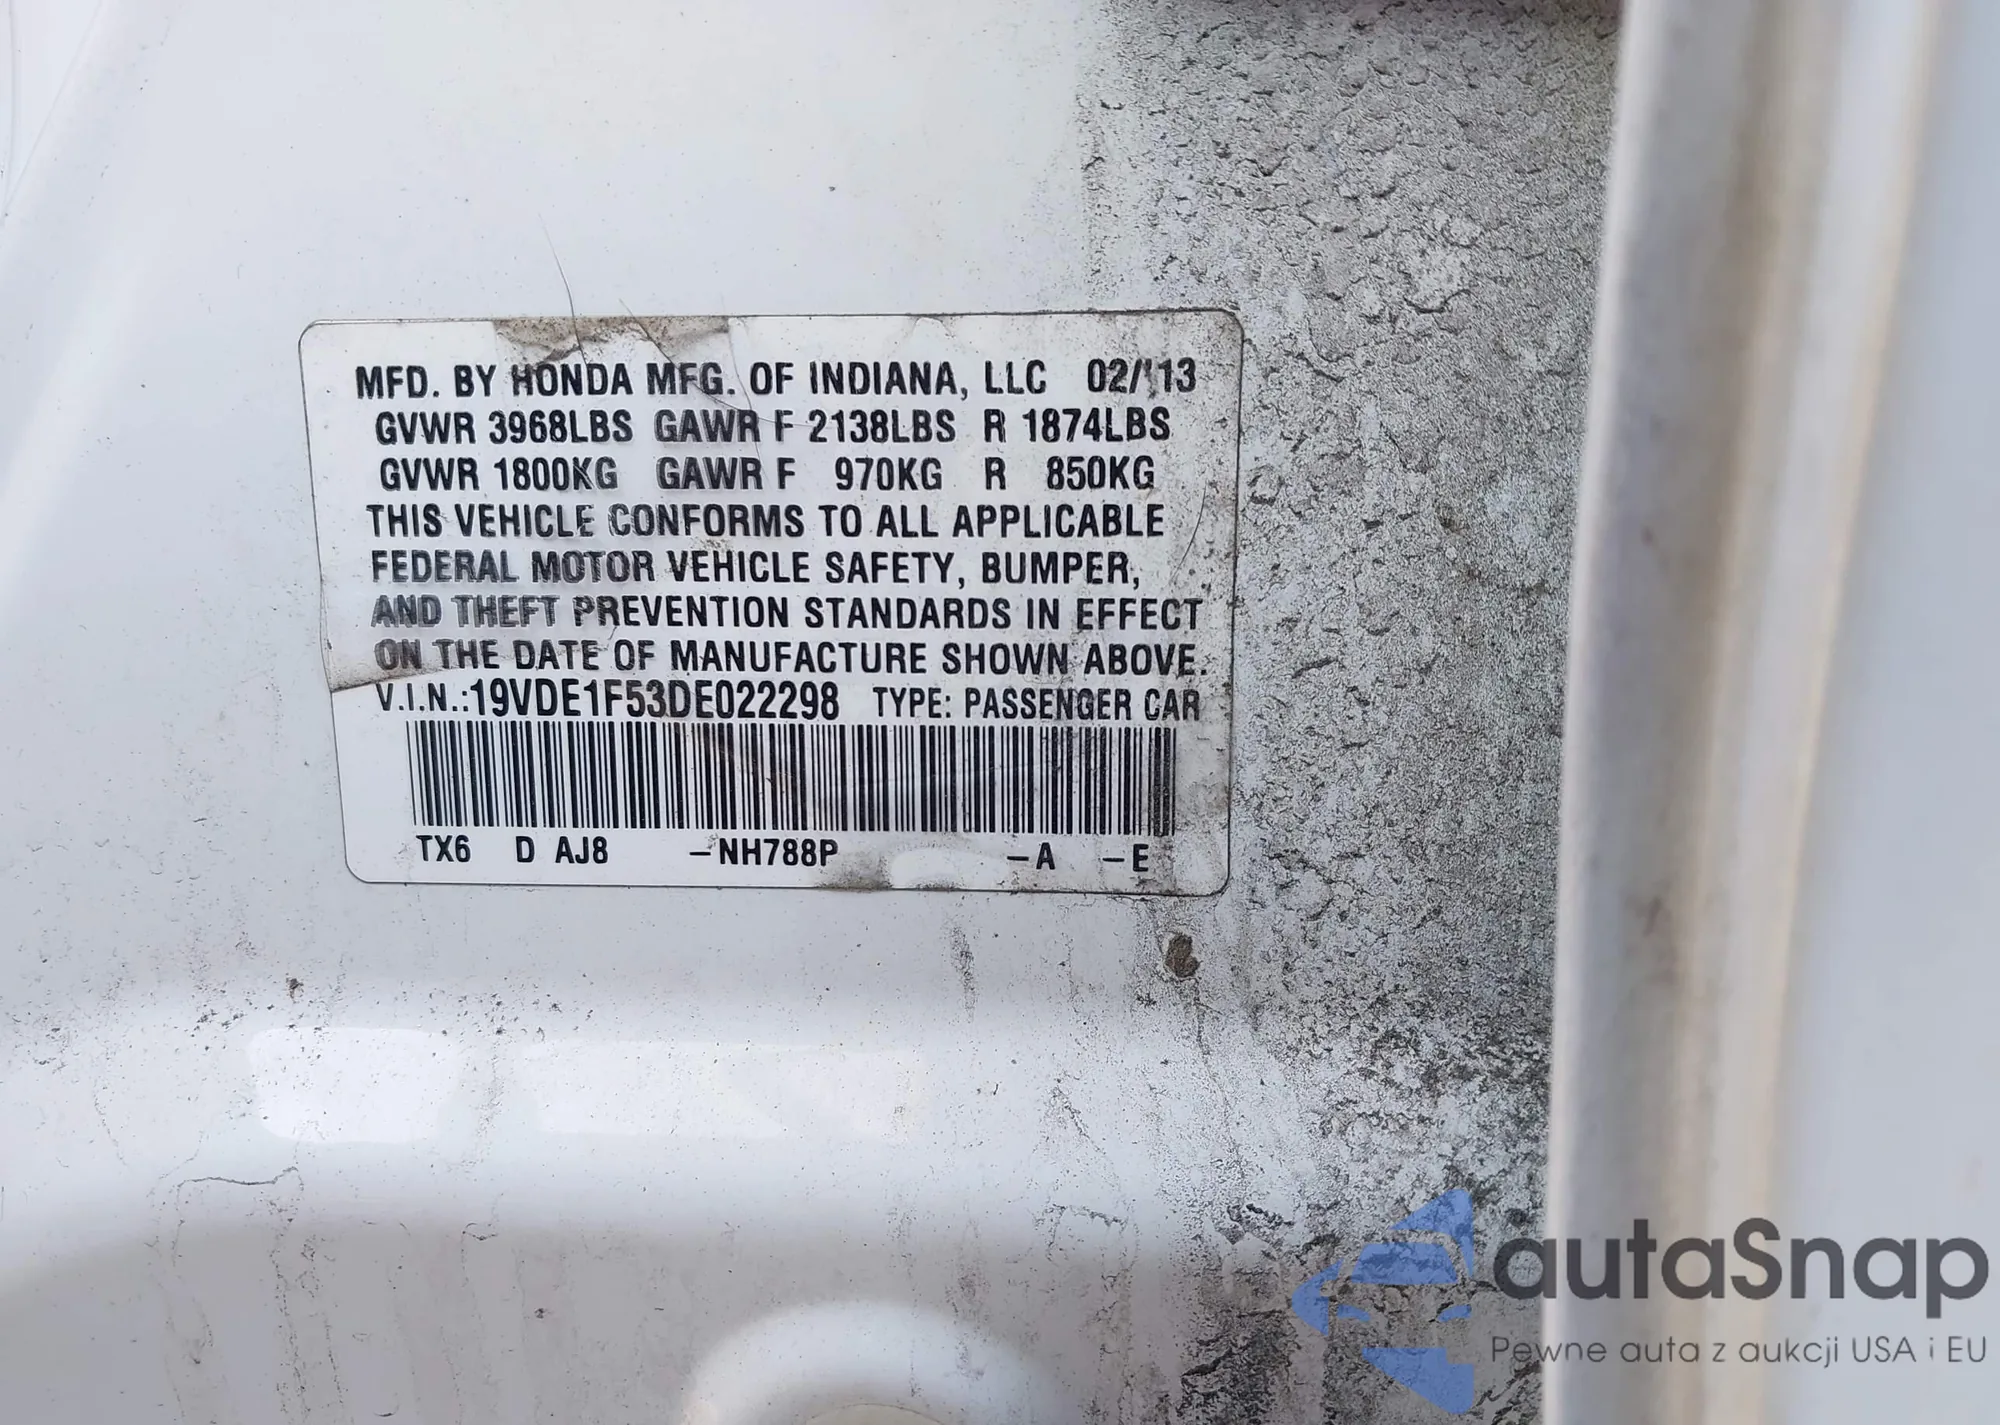 MFD. BY HONDA MFG. OF INDIANA, LLC 02/13
GVWR 3968LBS GAWR F 2138LBS R 1874LBS
GVWR 1800KG GAWR F 970KG R 850KG
THIS VEHICLE CONFORMS TO ALL APPLICABLE
FEDERAL MOTOR VEHICLE SAFETY, BUMPER,
AND THEFT PREVENTION STANDARDS IN EFFECT
ON THE DATE OF MANUFACTURE SHOWN ABOVE.
V.I.N.:19VDE1F53DE022298 TYPE: PASSENGER CAR
TX6 D AJ8 –NH788P –A –E
autaSnap
Pewne auta z aukcji USA i EU